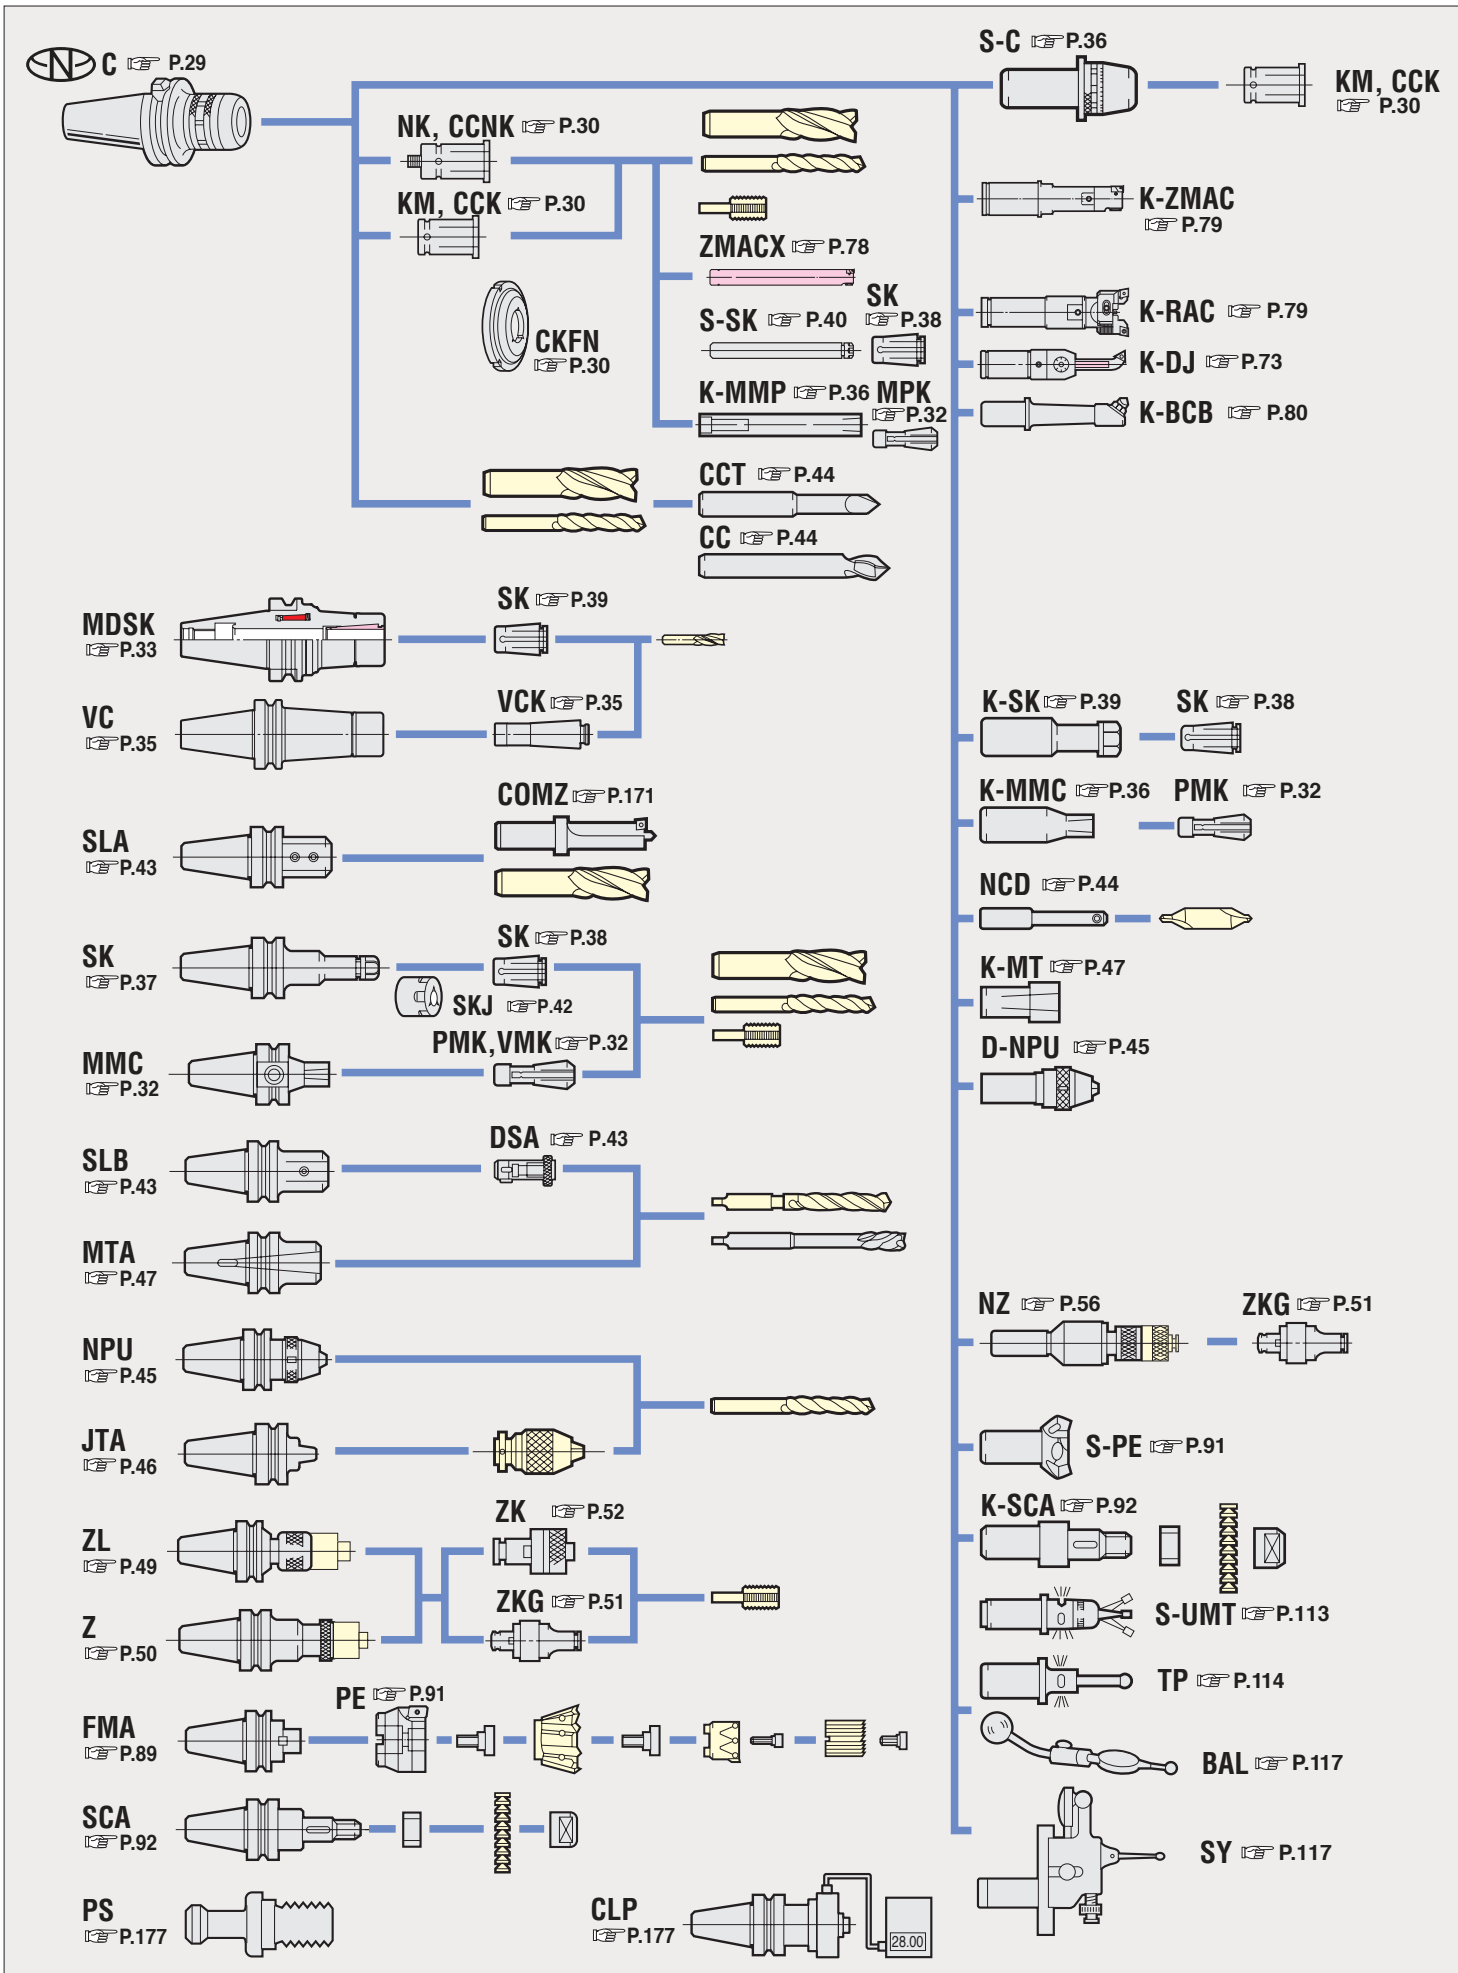 N C P.29
NK, CCNK P.30
KM, CCK P.30
CKFN
P.30
ZMACX P.78
S-SK P.40
SK
P.38
K-MMP P.36
MPK
P.32
CCT P.44
CC P.44
MDSK
P.33
SK P.39
VC
P.35
VCK P.35
SLA
P.43
COMZ P.171
SK
P.37
SK P.38
SKJ P.42
MMC
P.32
PMK,VMK P.32
SLB
P.43
DSA P.43
MTA
P.47
NPU
P.45
JTA
P.46
ZL
P.49
ZK P.52
Z
P.50
ZKG P.51
FMA
P.89
PE P.91
SCA
P.92
PS
P.177
CLP
P.177
28.00
S-C P.36
KM, CCK
P.30
K-ZMAC
P.79
K-RAC P.79
K-DJ P.73
K-BCB P.80
K-SK P.39
SK P.38
K-MMC P.36
PMK P.32
NCD P.44
K-MT P.47
D-NPU P.45
NZ P.56
ZKG P.51
S-PE P.91
K-SCA P.92
S-UMT P.113
TP P.114
BAL P.117
SY P.117